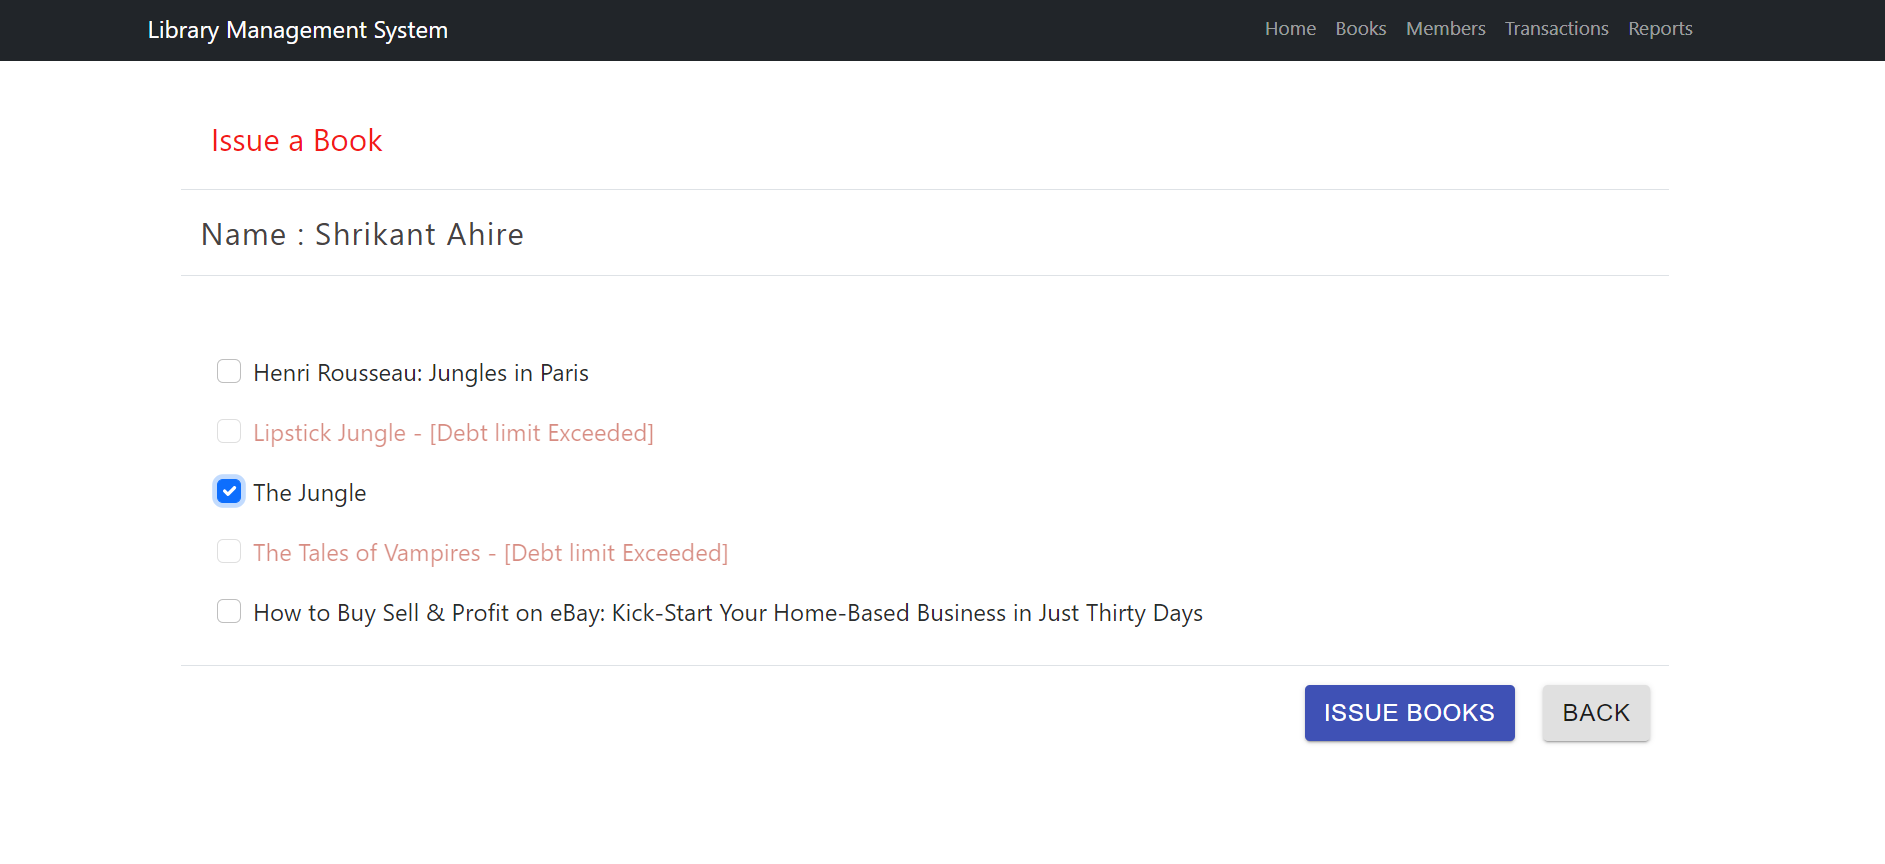 Library Management System
Home Books Members Transactions Reports
Issue a Book
Name : Shrikant Ahire
Henri Rousseau: Jungles in Paris
Lipstick Jungle - [Debt limit Exceeded]
The Jungle
The Tales of Vampires - [Debt limit Exceeded]
How to Buy Sell & Profit on eBay: Kick-Start Your Home-Based Business in Just Thirty Days
ISSUE BOOKS BACK